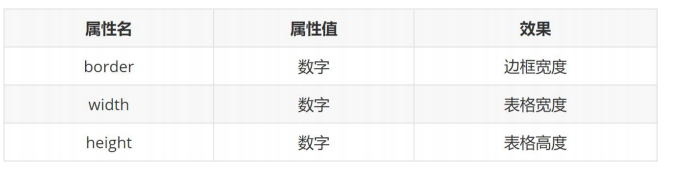 属性名 属性值 效果
border 数字 边框宽度
width 数字 表格宽度
height 数字 表格高度